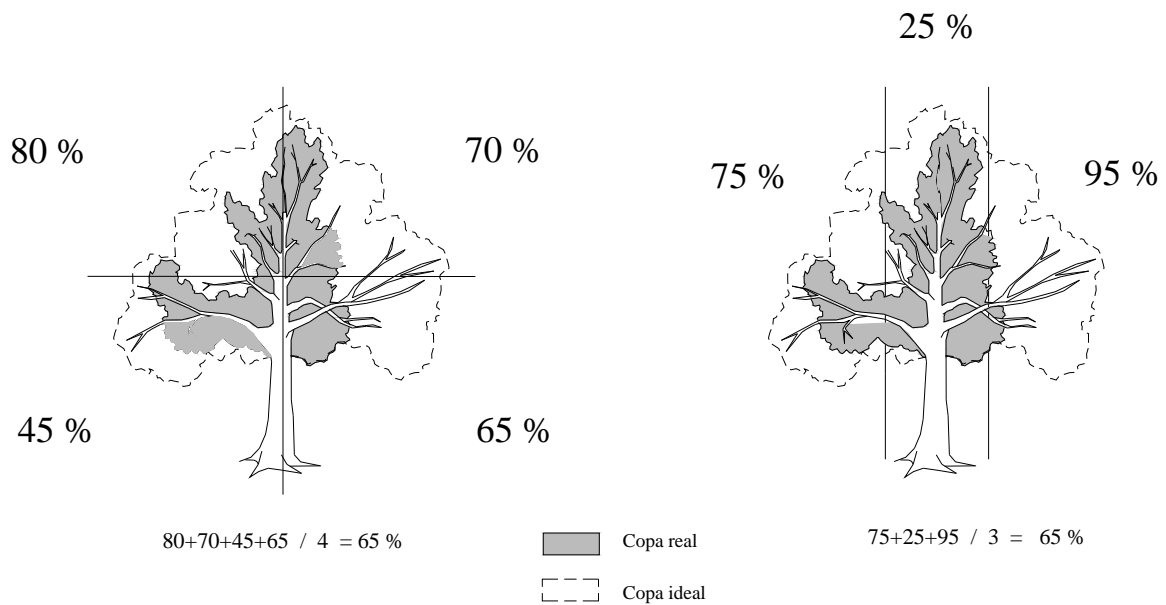 25 %
80 %
70 %
75 %
95 %
45 %
65 %
80+70+45+65 / 4 = 65 %
75+25+95 / 3 = 65 %
Copa real
Copa ideal